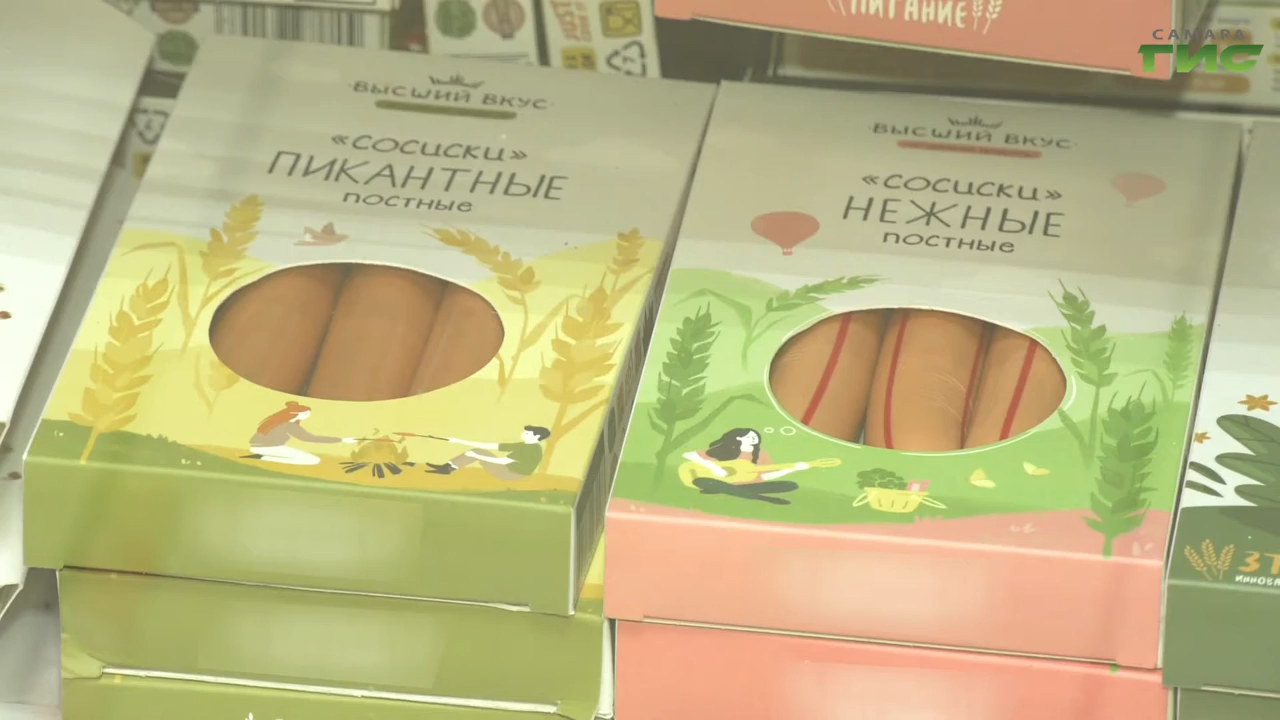 ПИТАНИЕ
САМАРА
ГИС
ВЫСШИЙ ВКУС
«СОСИСКИ»
ПИКАНТНЫЕ
ПОСТНЫЕ
ВЫСШИЙ ВКУС
«СОСИСКИ»
НЕЖНЫЕ
ПОСТНЫЕ